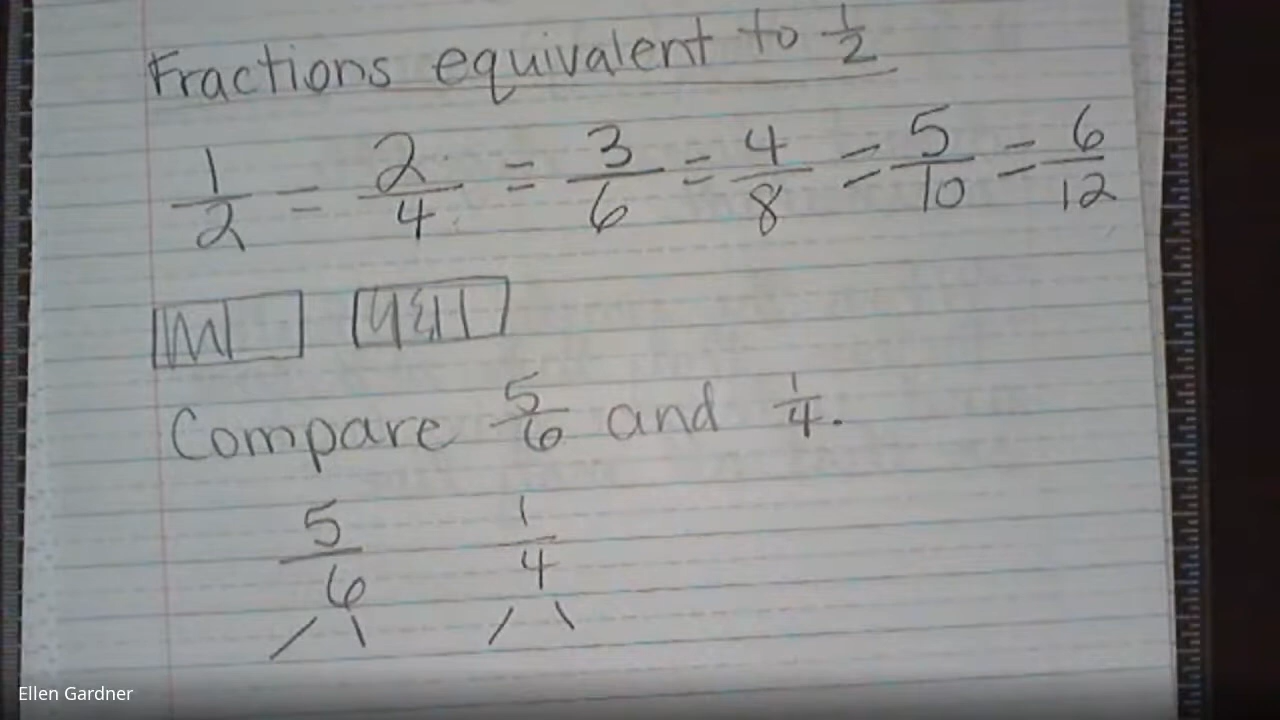 Fractions equivalent to 1/2
1/2 = 2/4 = 3/6 = 4/8 = 5/10 = 6/12
Compare 5/6 and 1/4.
5/6 1/4
Ellen Gardner